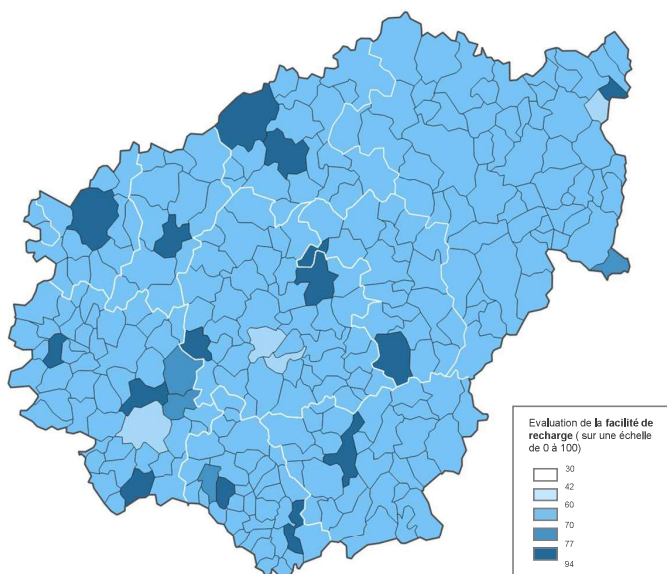 Evaluation de la facilité de
recharge ( sur une échelle
de 0 à 100)
30
42
60
70
77
94